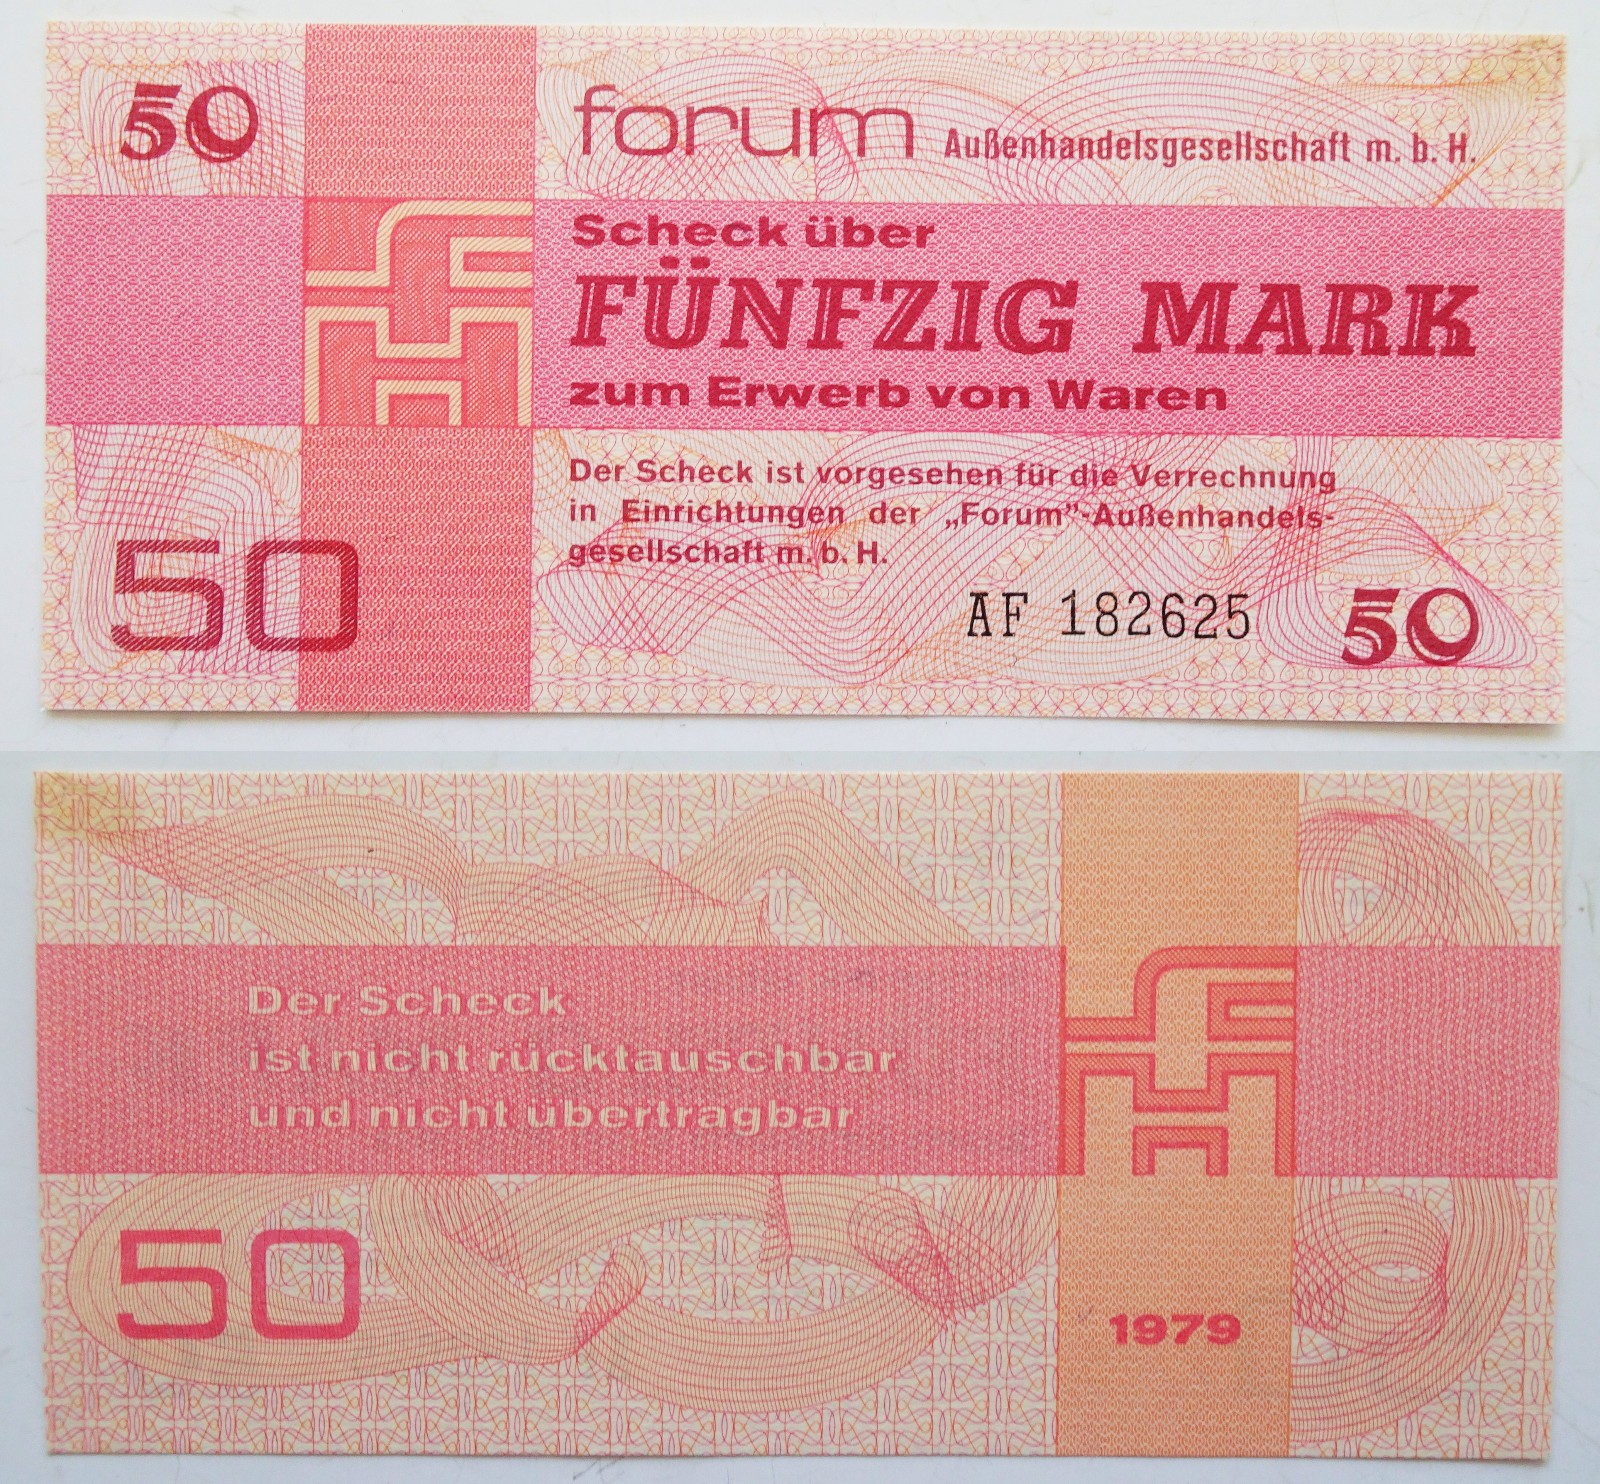 50
forum Außenhandelsgesellschaft m. b. H.
Scheck über
FÜNFZIG MARK
zum Erwerb von Waren
Der Scheck ist vorgesehen für die Verrechnung
in Einrichtungen der „Forum”-Außenhandels-
gesellschaft m. b. H.
50
AF 182625
50
Der Scheck
ist nicht rücktauschbar
und nicht übertragbar
50
1979